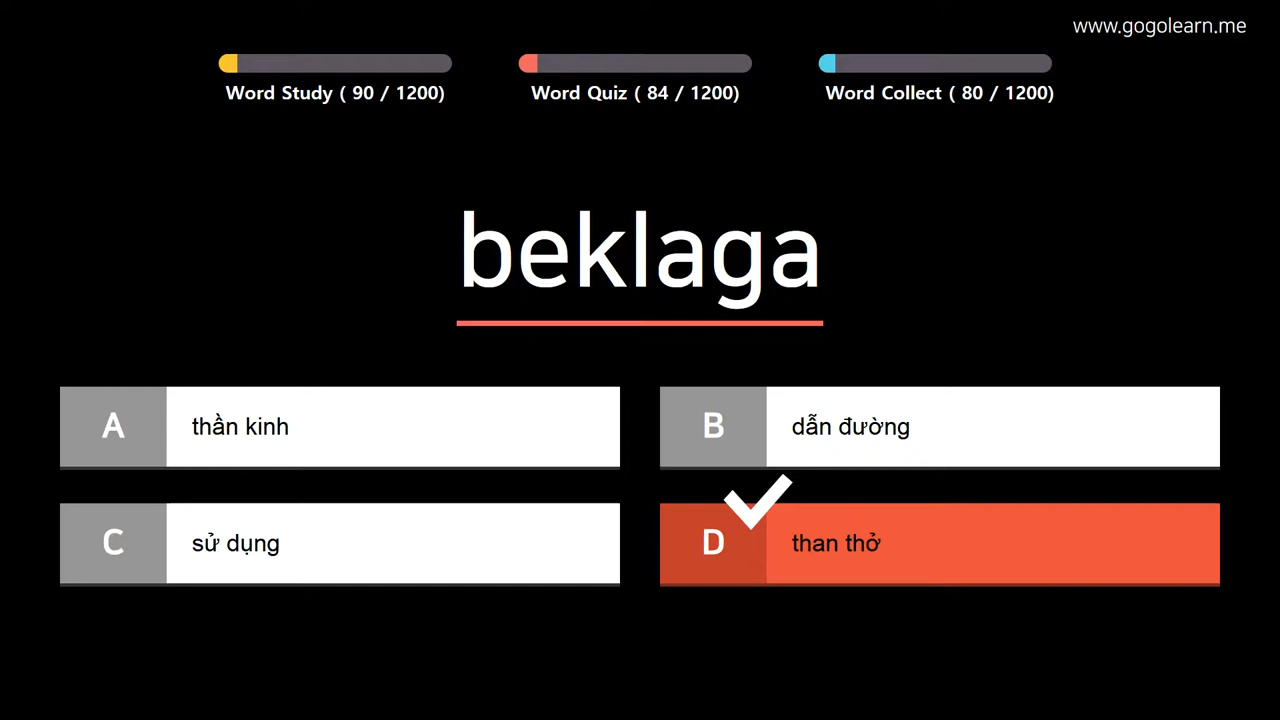 www.gogolearn.me
Word Study ( 90 / 1200)
Word Quiz ( 84 / 1200)
Word Collect ( 80 / 1200)
beklaga
A thần kinh
B dẫn đường
C sử dụng
D than thở